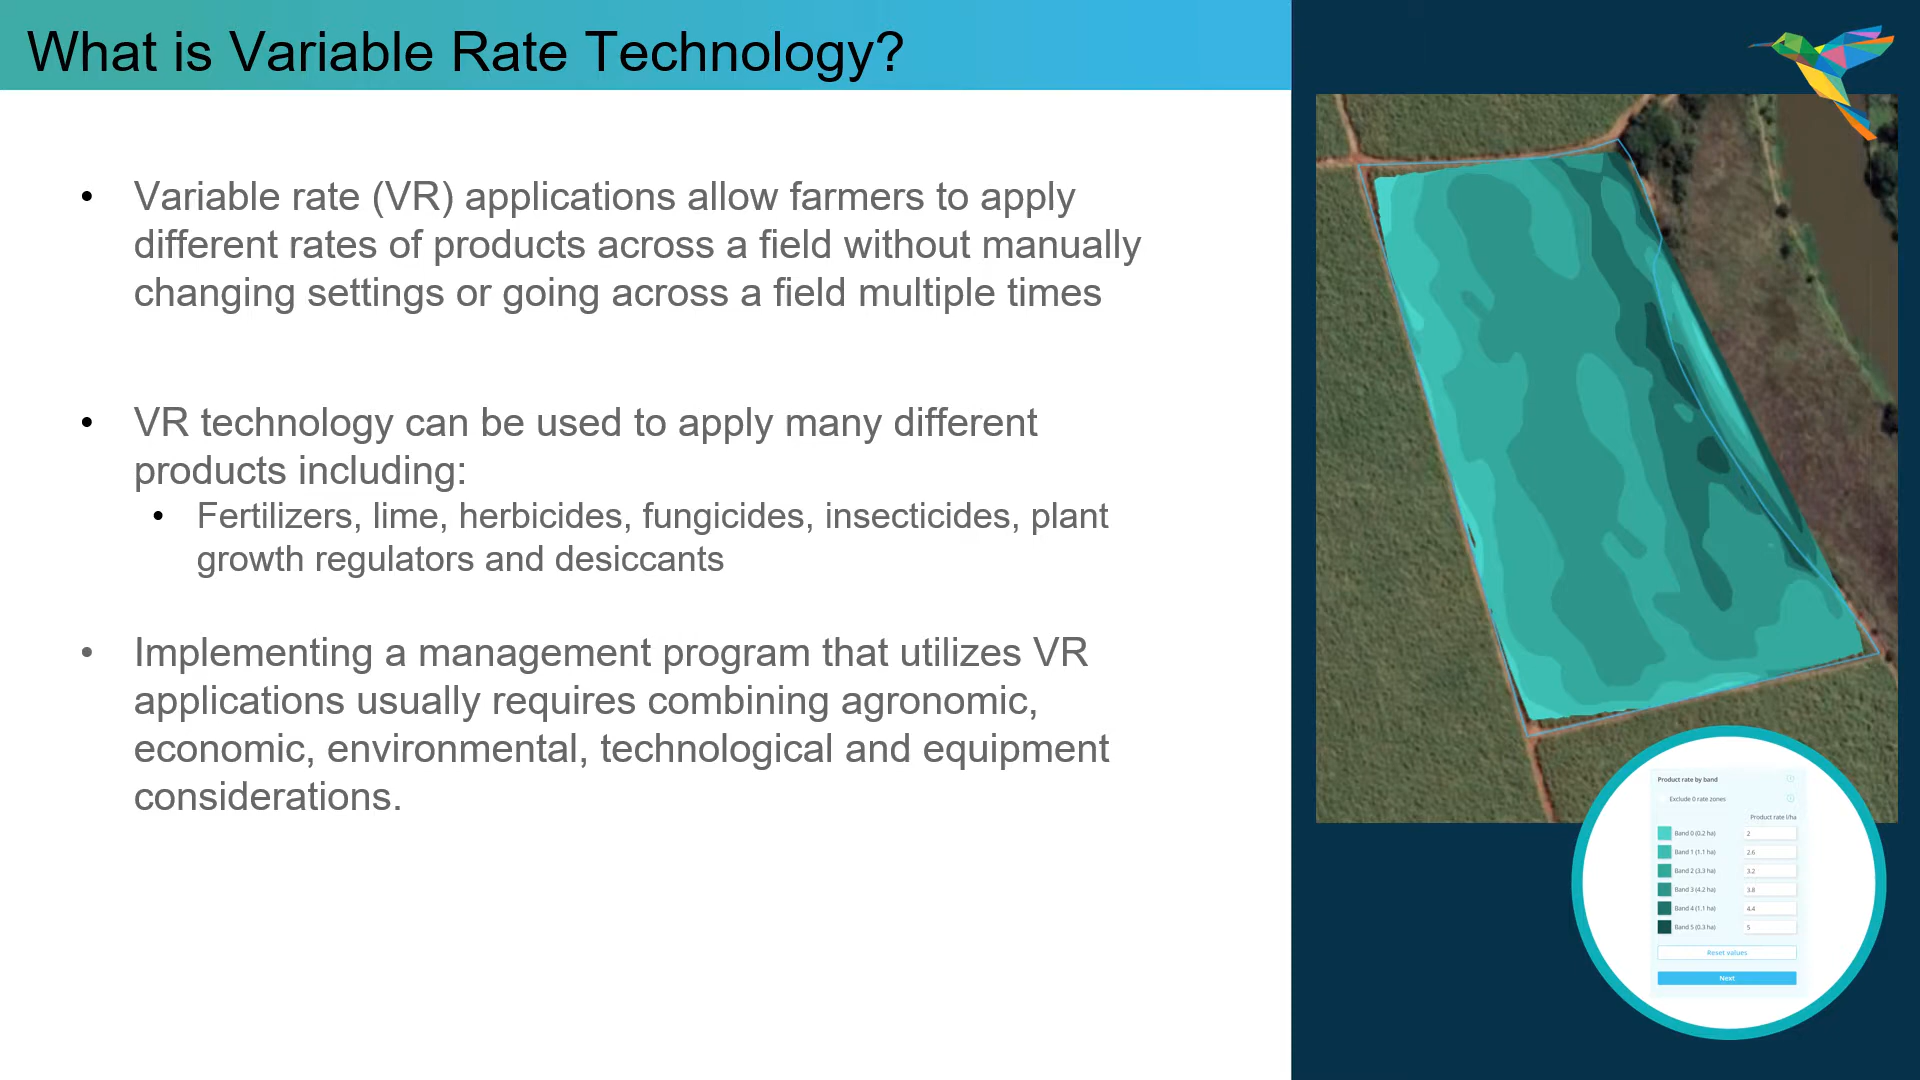 What is Variable Rate Technology?
• Variable rate (VR) applications allow farmers to apply
different rates of products across a field without manually
changing settings or going across a field multiple times
• VR technology can be used to apply many different
products including:
• Fertilizers, lime, herbicides, fungicides, insecticides, plant
growth regulators and desiccants
• Implementing a management program that utilizes VR
applications usually requires combining agronomic,
economic, environmental, technological and equipment
considerations.
Product rate by band
Exclude 0 rate zones
Product rate l/ha
Band 0 (0.2 ha) 2
Band 1 (1.1 ha) 2.6
Band 2 (3.3 ha) 3.2
Band 3 (4.2 ha) 3.8
Band 4 (1.1 ha) 4.4
Band 5 (0.3 ha) 5
Reset values
Next